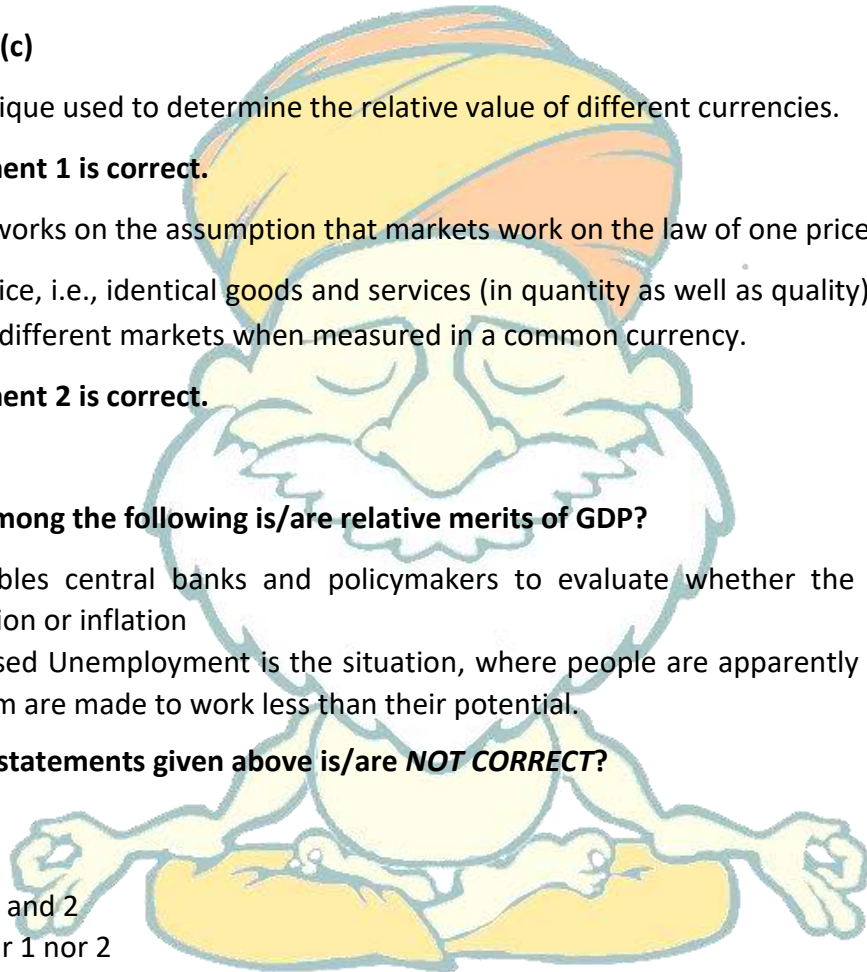 (c)
ique used to determine the relative value of different currencies.
nent 1 is correct.
works on the assumption that markets work on the law of one price
ice, i.e., identical goods and services (in quantity as well as quality)
different markets when measured in a common currency.
nent 2 is correct.
mong the following is/are relative merits of GDP?
bles central banks and policymakers to evaluate whether the
ion or inflation
sed Unemployment is the situation, where people are apparently
m are made to work less than their potential.
statements given above is/are NOT CORRECT?
and 2
r 1 nor 2